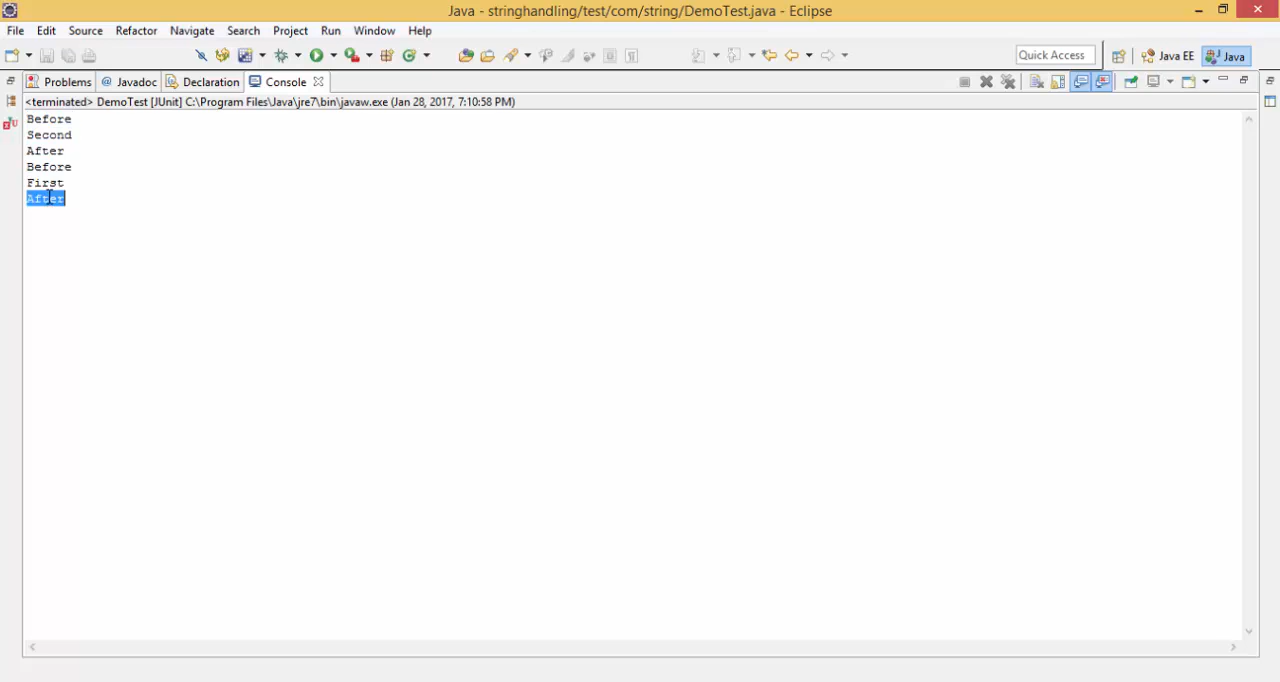 Java - stringhandling/test/com/string/DemoTest.java - Eclipse
File Edit Source Refactor Navigate Search Project Run Window Help
Quick Access Java EE Java
Problems @ Javadoc Declaration Console
<terminated> DemoTest [JUnit] C:\Program Files\Java\jre7\bin\javaw.exe (Jan 28, 2017, 7:10:58 PM)
Before
Second
After
Before
First
After